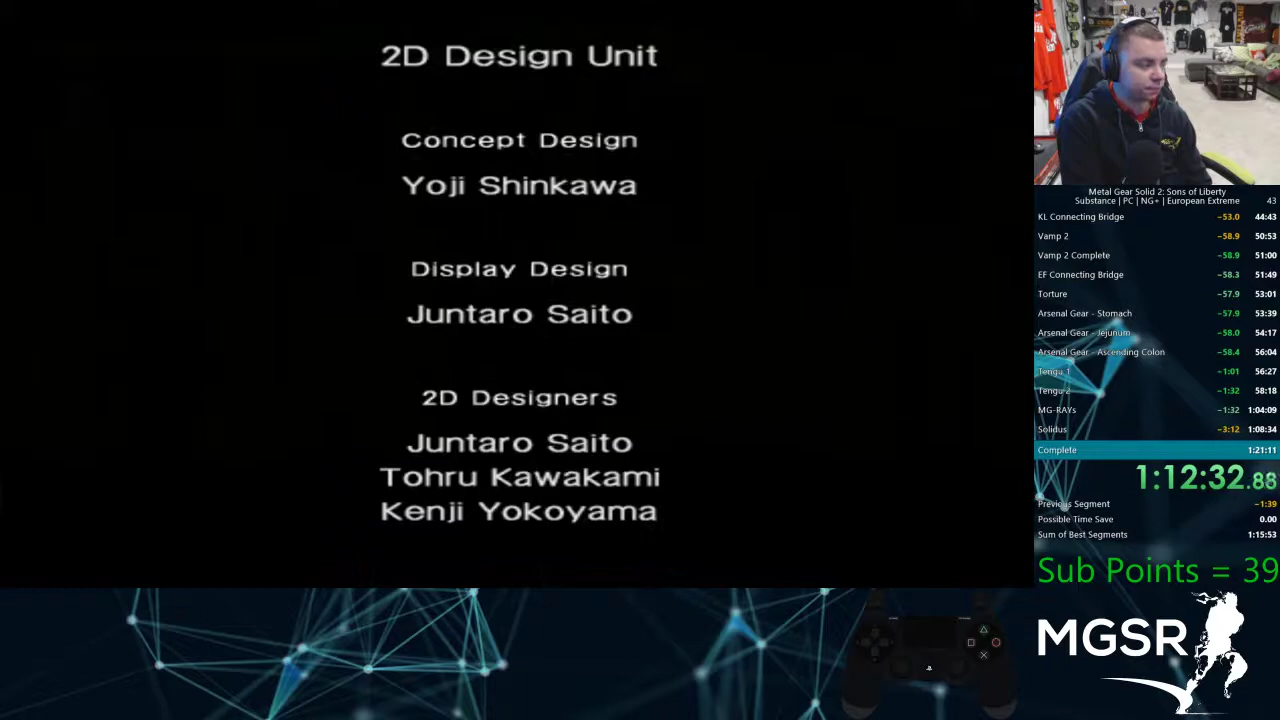 2D Design Unit
Concept Design
Yoji Shinkawa
Display Design
Juntaro Saito
2D Designers
Juntaro Saito
Tohru Kawakami
Kenji Yokoyama
Metal Gear Solid 2: Sons of Liberty
Substance | PC | NG+ | European Extreme 43
KL Connecting Bridge −53.0 44:43
Vamp 2 −58.9 50:53
Vamp 2 Complete −58.9 51:00
EF Connecting Bridge −58.3 51:49
Torture −57.9 53:01
Arsenal Gear - Stomach −57.9 53:39
Arsenal Gear - Jejunum −58.0 54:17
Arsenal Gear - Ascending Colon −58.4 56:04
Tengu 1 −1:01 56:27
Tengu 2 −1:32 58:18
MG-RAYs −1:32 1:04:09
Solidus −3:12 1:08:34
Complete 1:21:11
1:12:32.88
Previous Segment −1:39
Possible Time Save 0.00
Sum of Best Segments 1:15:53
Sub Points = 39
MGSR